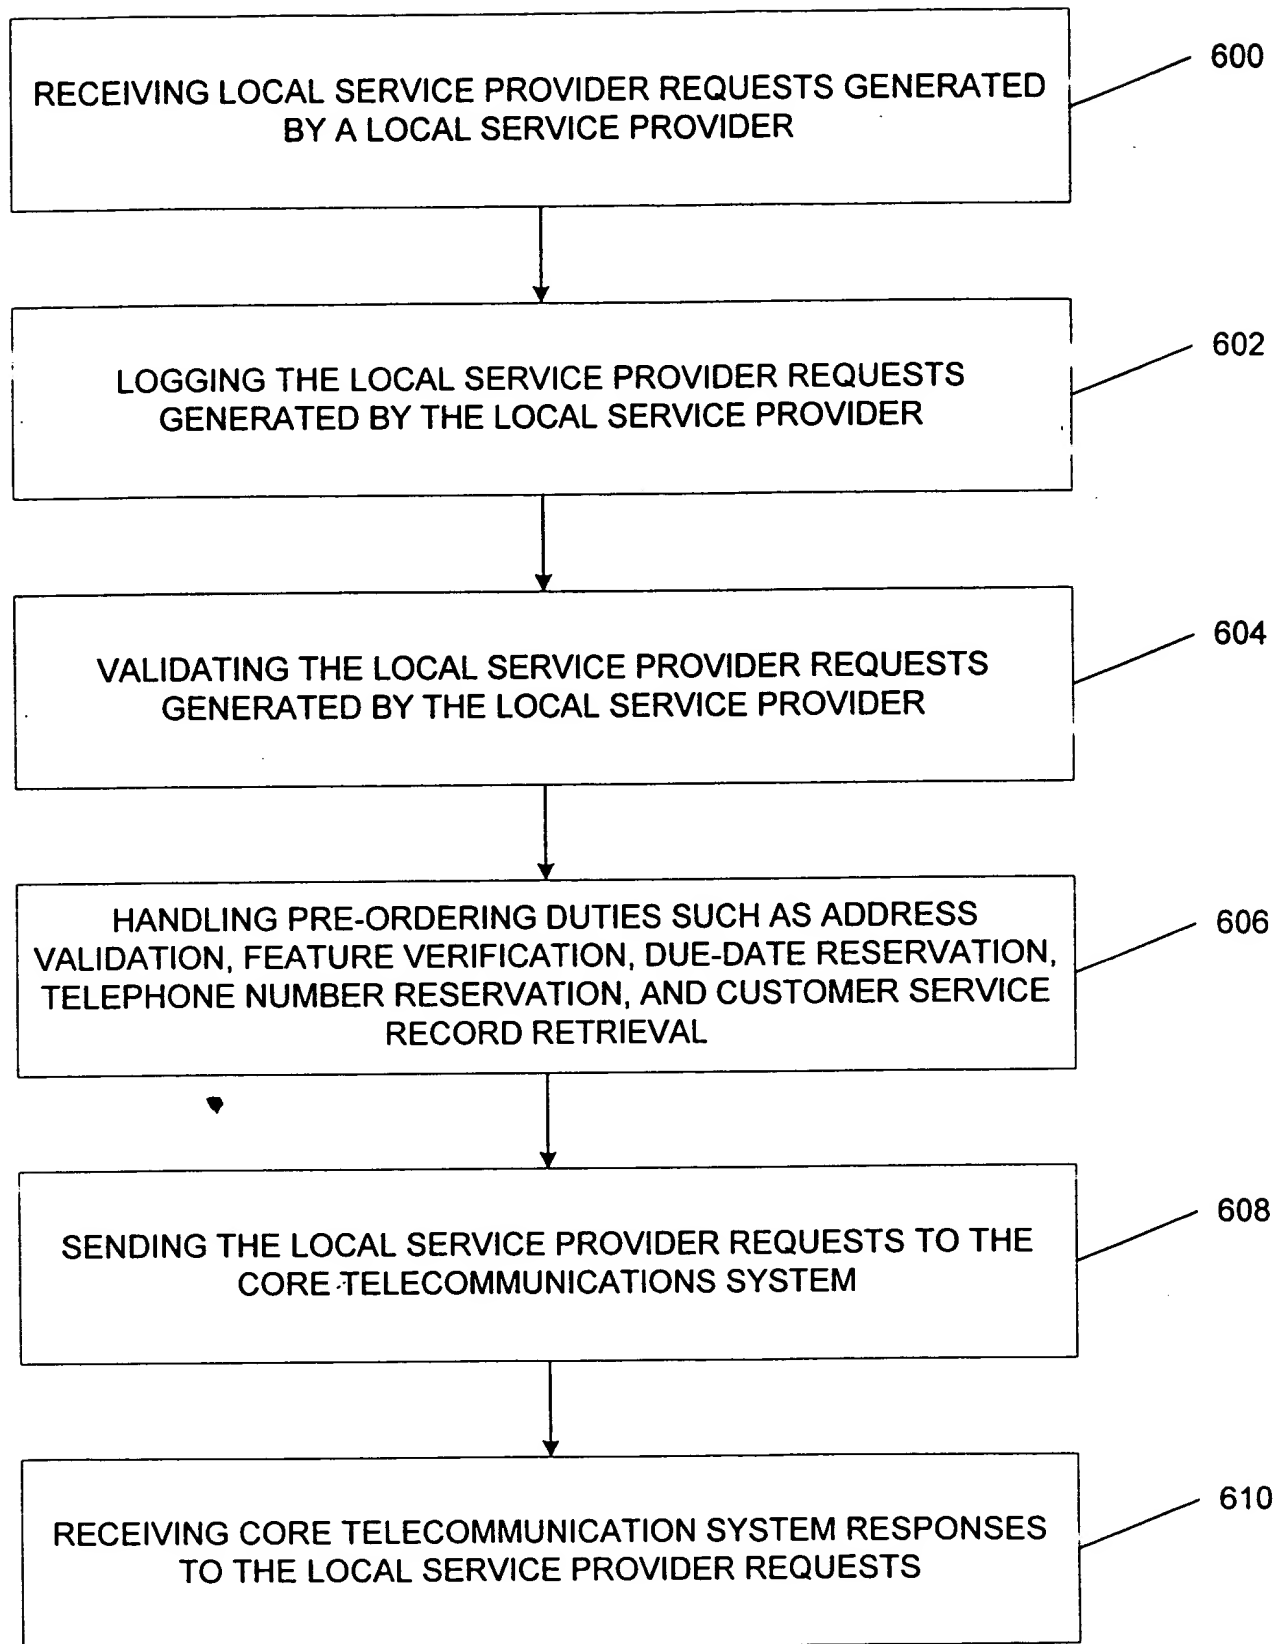 RECEIVING LOCAL SERVICE PROVIDER REQUESTS GENERATED
BY A LOCAL SERVICE PROVIDER
600
LOGGING THE LOCAL SERVICE PROVIDER REQUESTS
GENERATED BY THE LOCAL SERVICE PROVIDER
602
VALIDATING THE LOCAL SERVICE PROVIDER REQUESTS
GENERATED BY THE LOCAL SERVICE PROVIDER
604
HANDLING PRE-ORDERING DUTIES SUCH AS ADDRESS
VALIDATION, FEATURE VERIFICATION, DUE-DATE RESERVATION,
TELEPHONE NUMBER RESERVATION, AND CUSTOMER SERVICE
RECORD RETRIEVAL
606
SENDING THE LOCAL SERVICE PROVIDER REQUESTS TO THE
CORE TELECOMMUNICATIONS SYSTEM
608
RECEIVING CORE TELECOMMUNICATION SYSTEM RESPONSES
TO THE LOCAL SERVICE PROVIDER REQUESTS
610